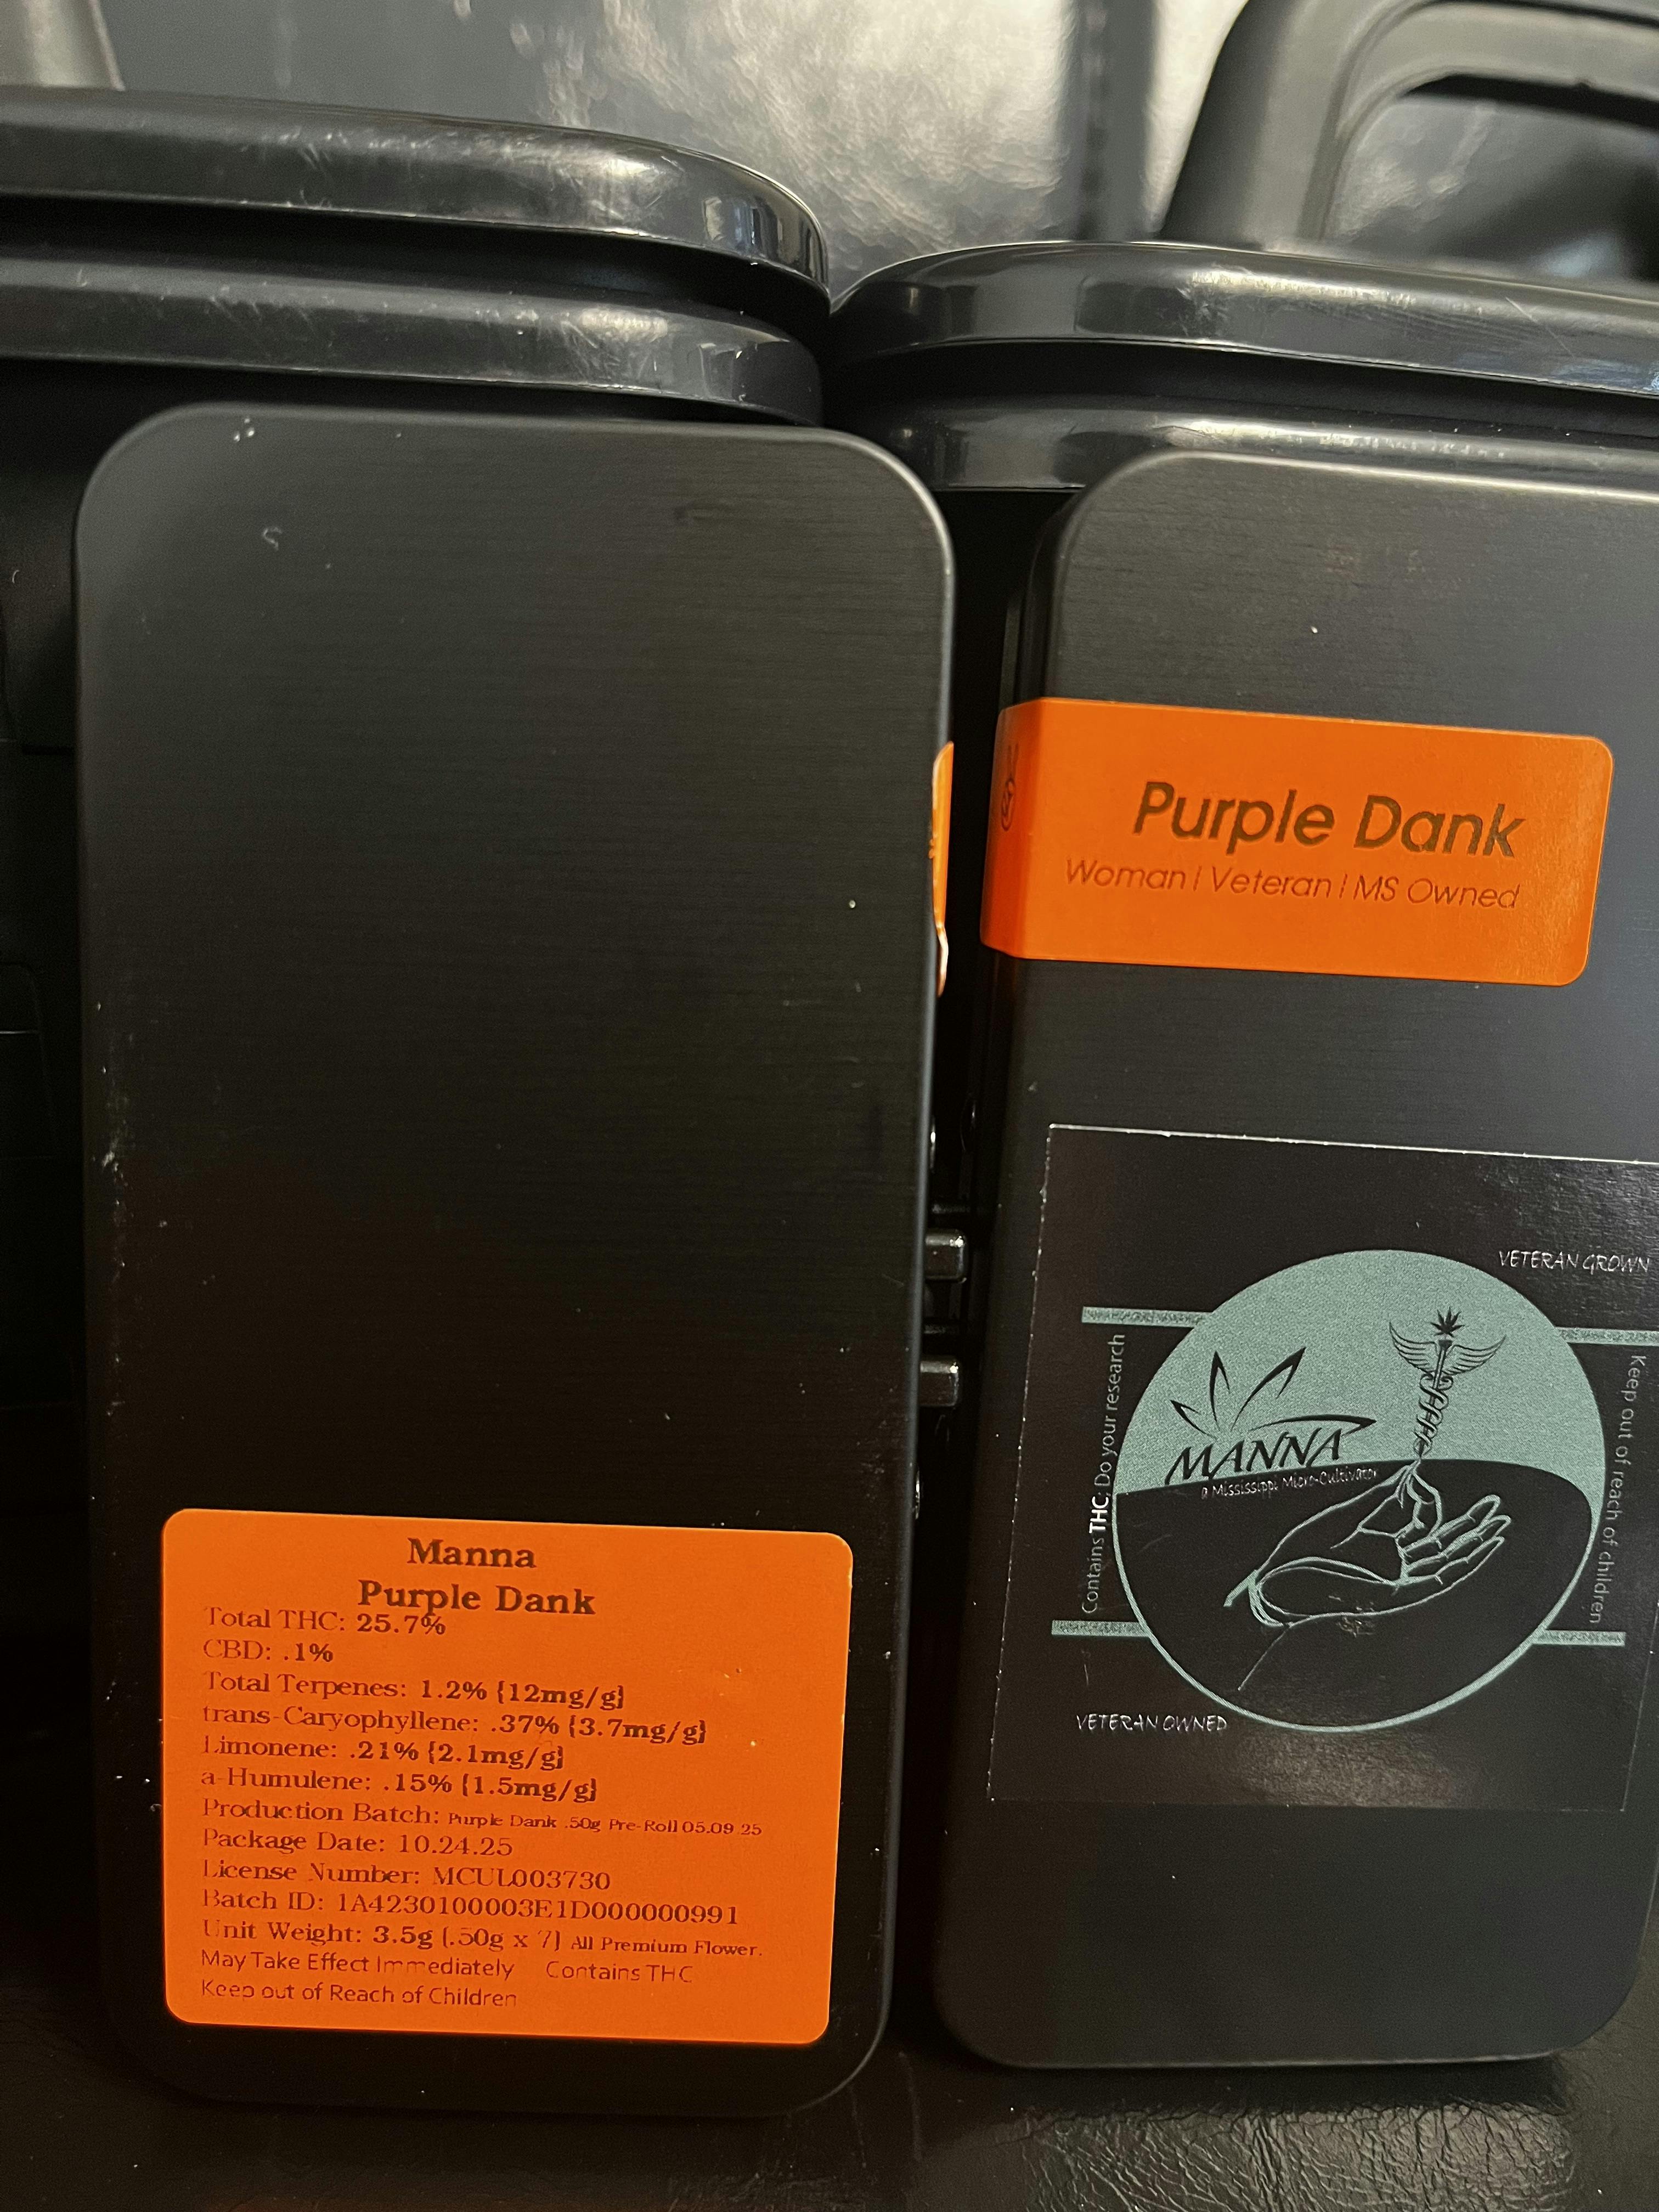 Manna
Purple Dank
Total THC: 25.7%
CBD: .1%
Total Terpenes: 1.2% {12mg/g}
trans-Caryophyllene: .37% {3.7mg/g}
Limonene: .21% {2.1mg/g}
a-Humulene: .15% {1.5mg/g}
Production Batch: Purple Dank .50g Pre-Roll 05.09.25
Package Date: 10.24.25
License Number: MCUL003730
Batch ID: 1A4230100003E1D000000991
Unit Weight: 3.5g (.50g x 7) All Premium Flower.
May Take Effect Immediately Contains THC
Keep out of Reach of Children
Purple Dank
Woman | Veteran | MS Owned
VETERAN GROWN
Contains THC; Do your research
MANNA
a Mississippi Micro-Cultivator
Keep out of reach of children
VETERAN OWNED